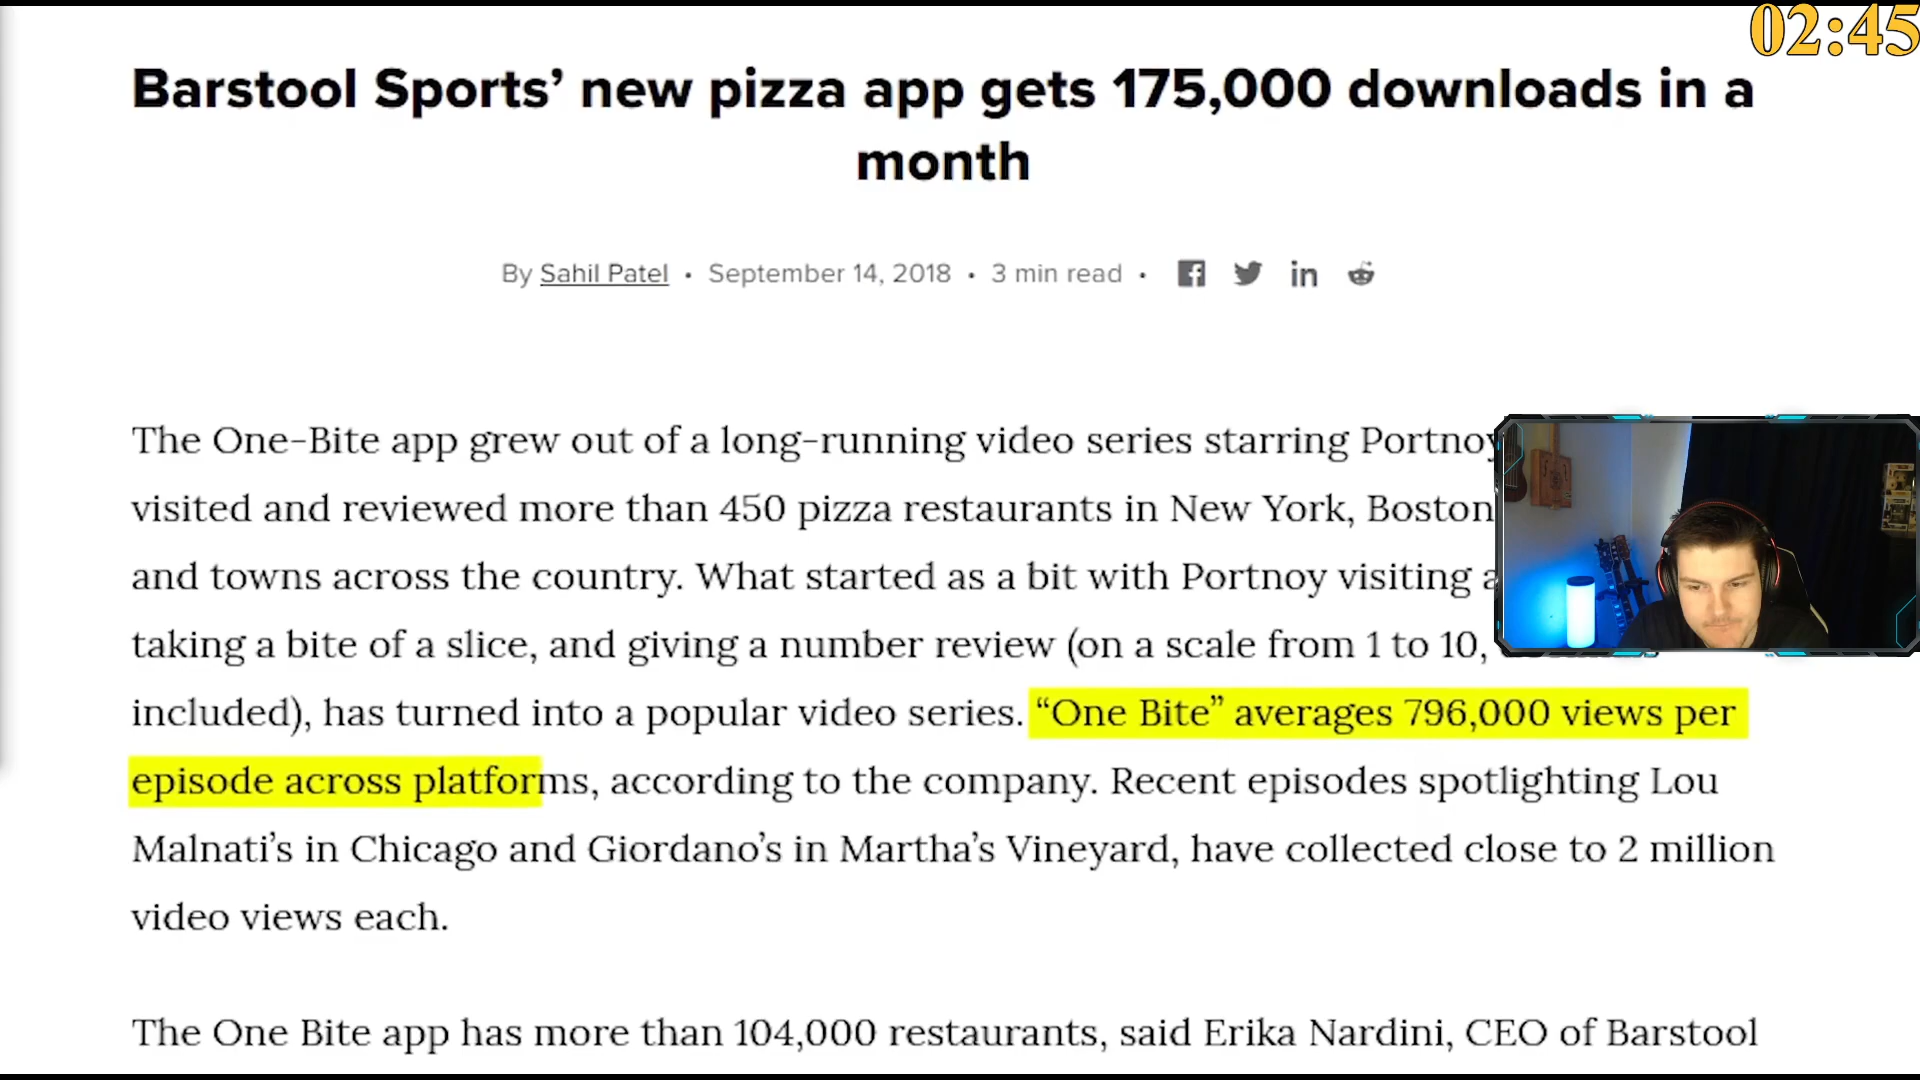 02:45
Barstool Sports’ new pizza app gets 175,000 downloads in a
month
By Sahil Patel • September 14, 2018 • 3 min read •
The One-Bite app grew out of a long-running video series starring Portnoy
visited and reviewed more than 450 pizza restaurants in New York, Boston
and towns across the country. What started as a bit with Portnoy visiting
taking a bite of a slice, and giving a number review (on a scale from 1 to 10,
included), has turned into a popular video series. “One Bite” averages 796,000 views per
episode across platforms, according to the company. Recent episodes spotlighting Lou
Malnati’s in Chicago and Giordano’s in Martha’s Vineyard, have collected close to 2 million
video views each.
The One Bite app has more than 104,000 restaurants, said Erika Nardini, CEO of Barstool